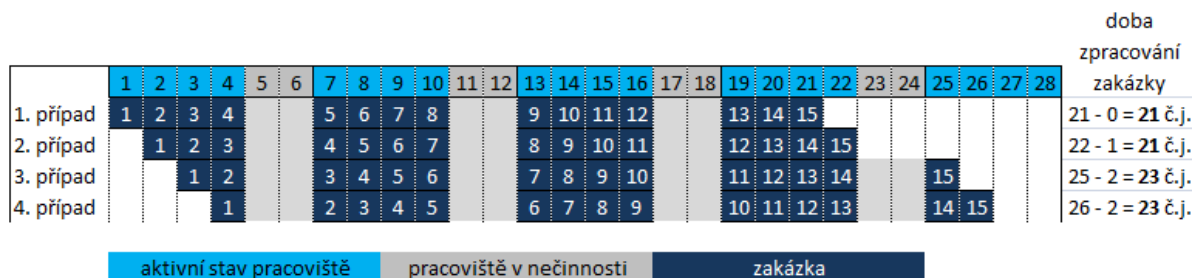 doba
zpracování
zakázky
1 2 3 4 5 6 7 8 9 10 11 12 13 14 15 16 17 18 19 20 21 22 23 24 25 26 27 28
1. případ 1 2 3 4 5 6 7 8 9 10 11 12 13 14 15 21 - 0 = 21 č.j.
2. případ 1 2 3 4 5 6 7 8 9 10 11 12 13 14 15 22 - 1 = 21 č.j.
3. případ 1 2 3 4 5 6 7 8 9 10 11 12 13 14 15 25 - 2 = 23 č.j.
4. případ 1 2 3 4 5 6 7 8 9 10 11 12 13 14 15 26 - 2 = 23 č.j.
aktivní stav pracoviště pracoviště v nečinnosti zakázka